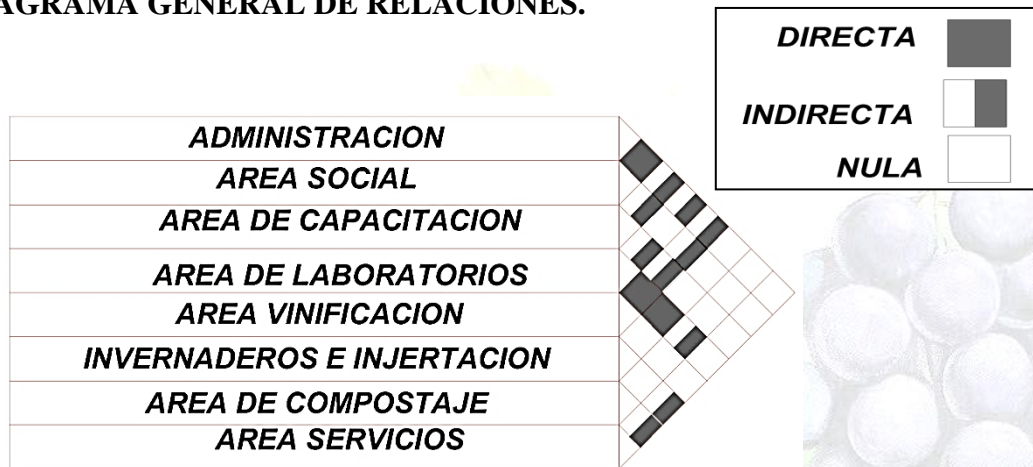 AGRAMA GENERAL DE RELACIONES.
DIRECTA
INDIRECTA
NULA
ADMINISTRACION
AREA SOCIAL
AREA DE CAPACITACION
AREA DE LABORATORIOS
AREA VINIFICACION
INVERNADEROS E INJERTACION
AREA DE COMPOSTAJE
AREA SERVICIOS